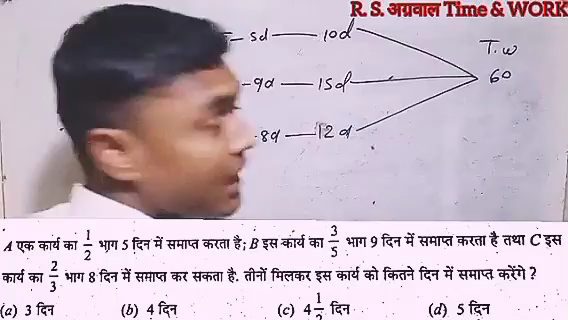 R. S. अग्रवाल Time & WORK
5d — 10d
T.w
9d — 15d
60
8d — 12d
A एक कार्य का 1/2 भाग 5 दिन में समाप्त करता है; B इस कार्य का 3/5 भाग 9 दिन में समाप्त करता है तथा C इस
कार्य का 2/3 भाग 8 दिन में समाप्त कर सकता है. तीनों मिलकर इस कार्य को कितने दिन में समाप्त करेंगे ?
(a) 3 दिन (b) 4 दिन (c) 4 1/2 दिन (d) 5 दिन